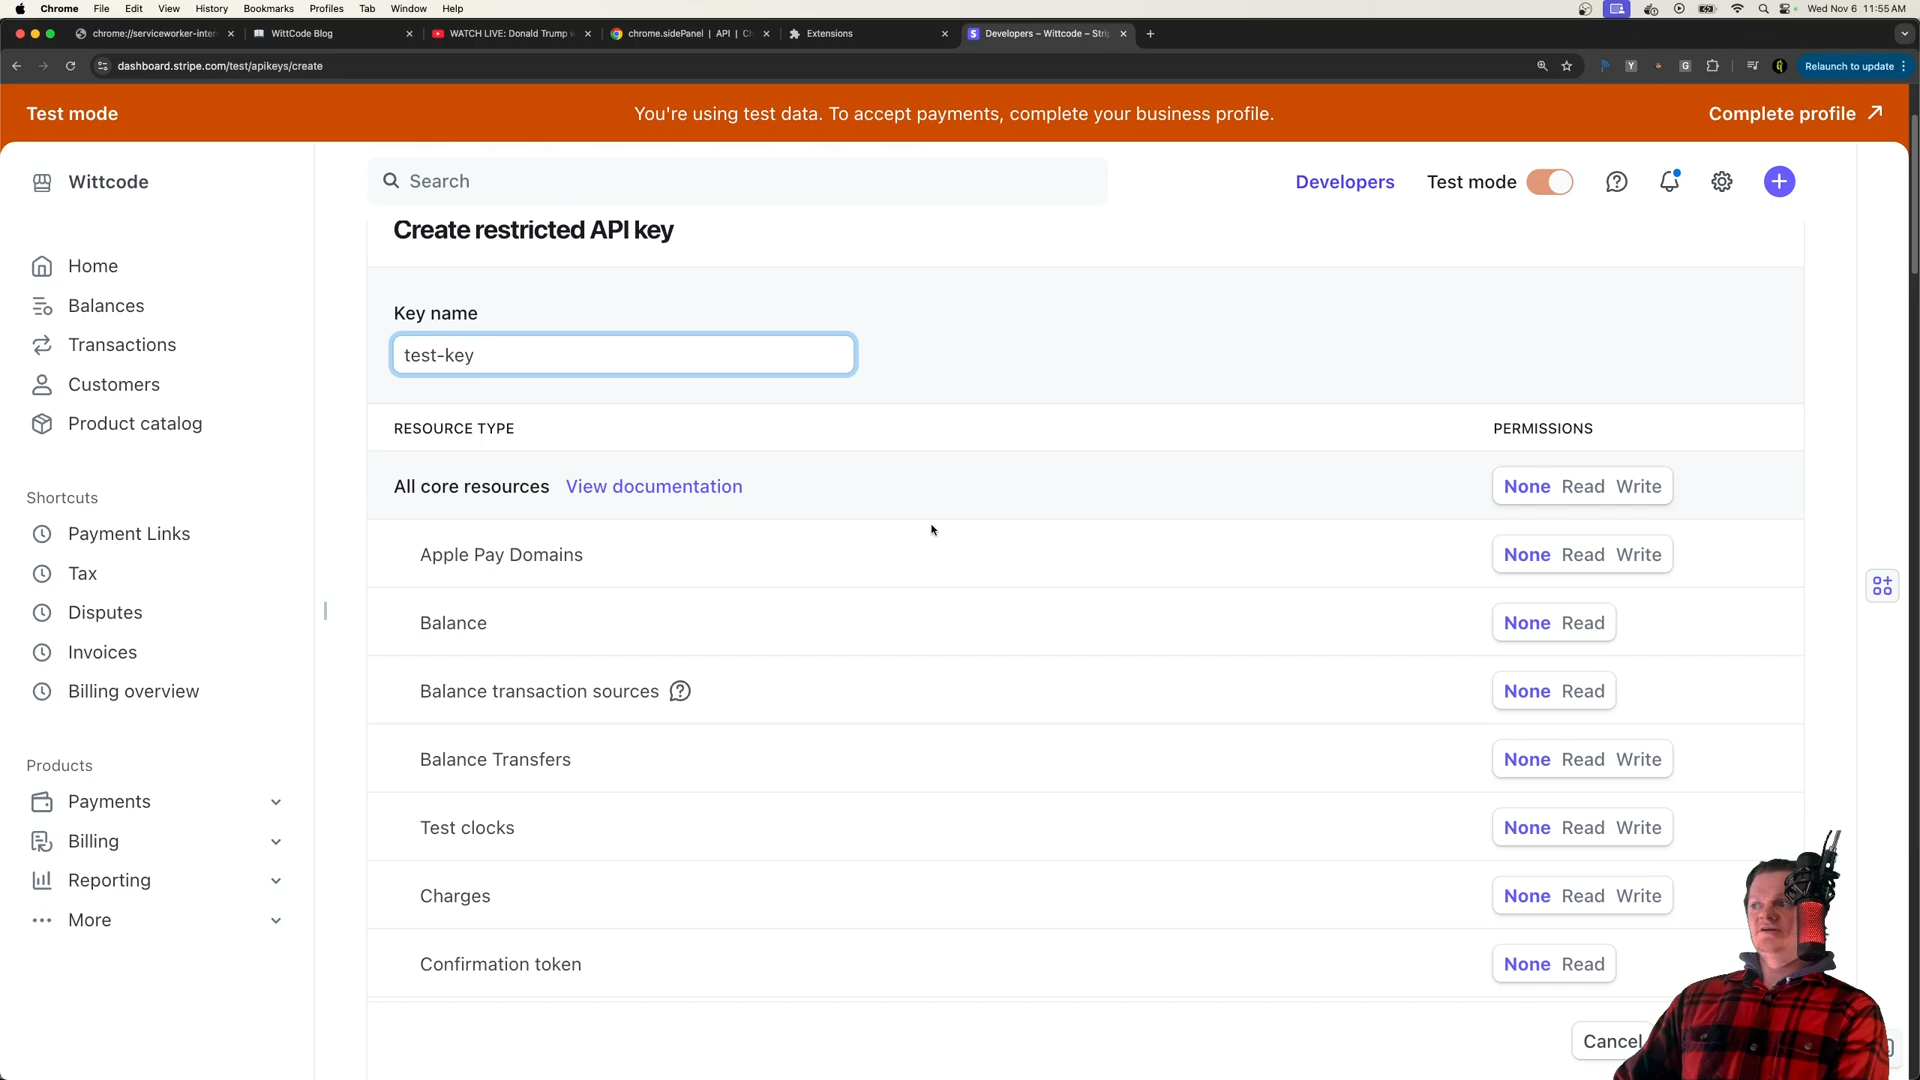 Chrome File Edit View History Bookmarks Profiles Tab Window Help Wed Nov 6 11:55 AM
chrome://serviceworker-inter WittCode Blog WATCH LIVE: Donald Trump chrome.sidePanel | API | Extensions Developers – Wittcode – Stri
dashboard.stripe.com/test/apikeys/create Relaunch to update
Test mode You're using test data. To accept payments, complete your business profile. Complete profile
Wittcode
Search
Developers
Test mode
Create restricted API key
Home
Balances
Transactions
Customers
Product catalog
Shortcuts
Payment Links
Tax
Disputes
Invoices
Billing overview
Products
Payments
Billing
Reporting
More
Key name
test-key
RESOURCE TYPE PERMISSIONS
All core resources View documentation None Read Write
Apple Pay Domains None Read Write
Balance None Read
Balance transaction sources None Read
Balance Transfers None Read Write
Test clocks None Read Write
Charges None Read Write
Confirmation token None Read
Cancel